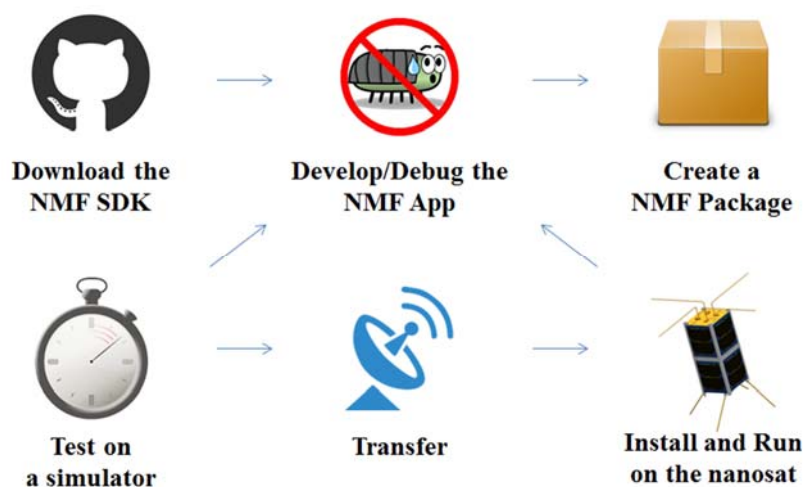 Download the
NMF SDK
Develop/Debug the
NMF App
Create a
NMF Package
Test on
a simulator
Transfer
Install and Run
on the nanosat